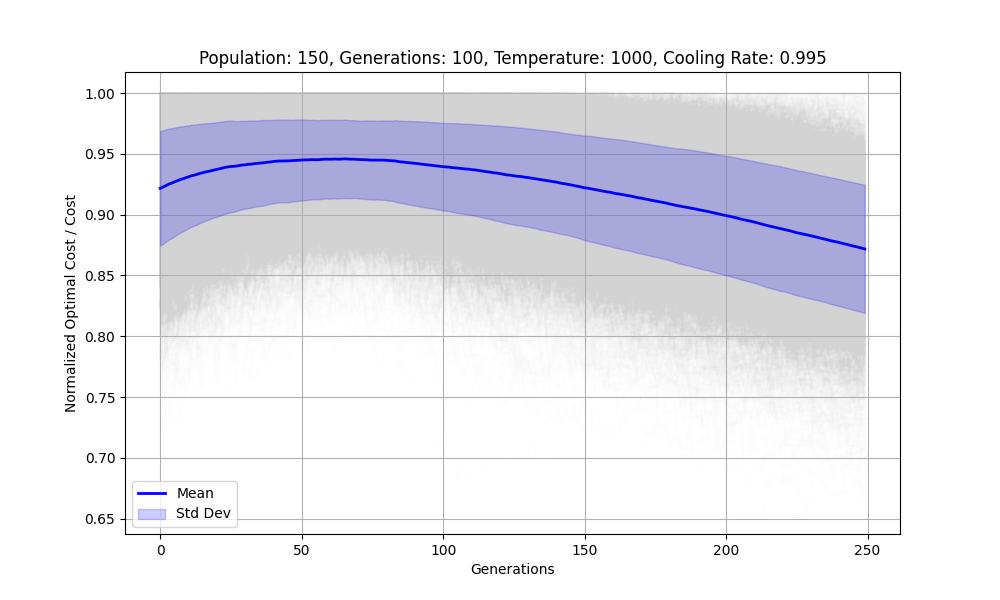 Population: 150, Generations: 100, Temperature: 1000, Cooling Rate: 0.995
Normalized Optimal Cost / Cost
1.00
0.95
0.90
0.85
0.80
0.75
0.70
0.65
Mean
Std Dev
0 50 100 150 200 250
Generations